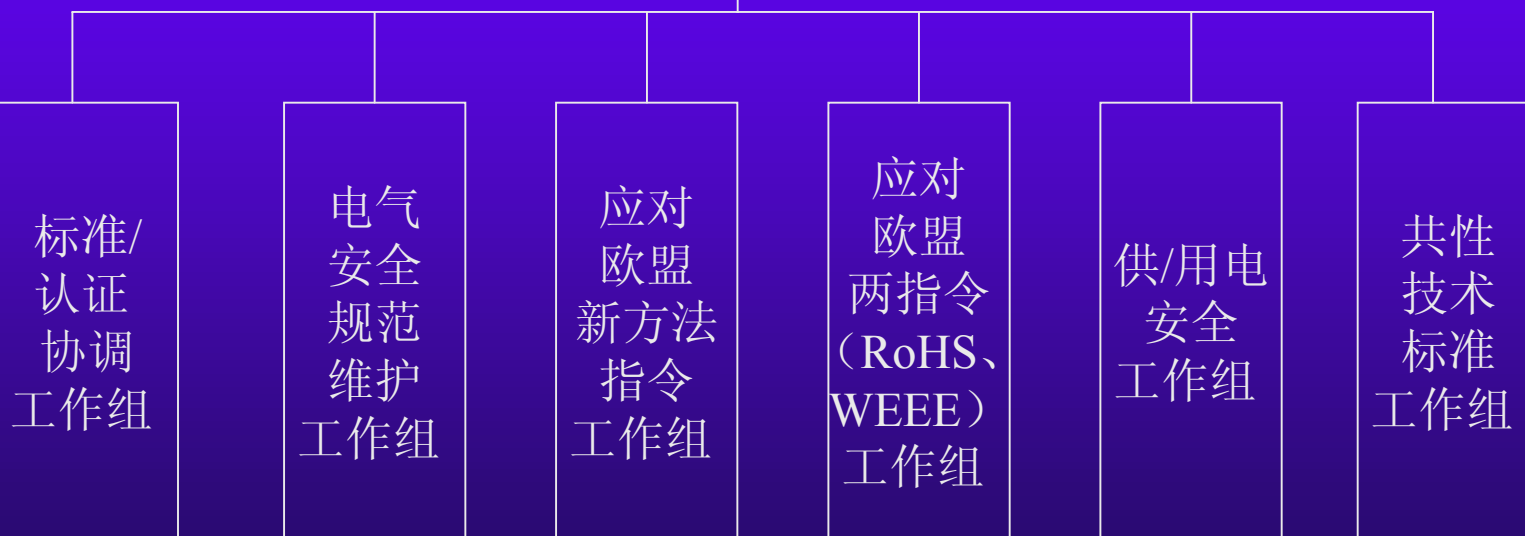 标准/
认证
协调
工作组
电气
安全
规范
维护
工作组
应对
欧盟
新方法
指令
工作组
应对
欧盟
两指令
（RoHS、
WEEE）
工作组
供/用电
安全
工作组
共性
技术
标准
工作组